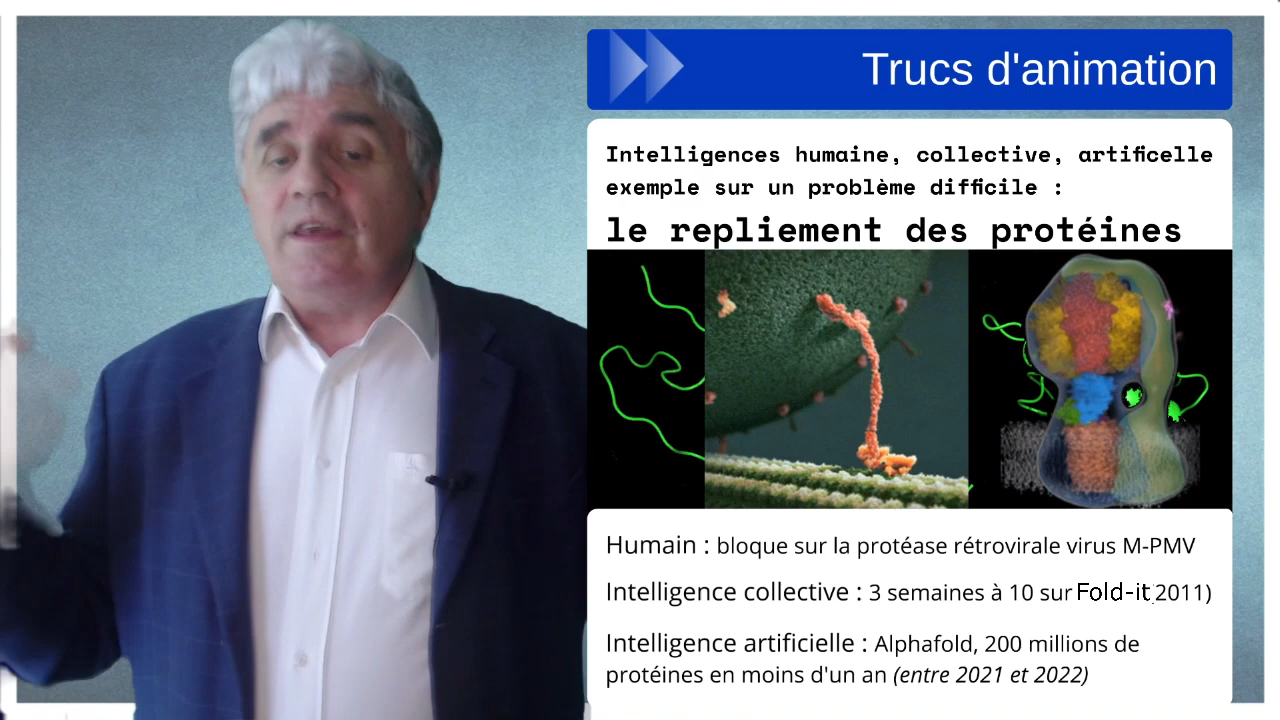 Trucs d'animation
Intelligences humaine, collective, artificelle
exemple sur un problème difficile :
le repliement des protéines
Humain : bloque sur la protéase rétrovirale virus M-PMV
Intelligence collective : 3 semaines à 10 sur Fold-it 2011)
Intelligence artificielle : Alphafold, 200 millions de
protéines en moins d'un an (entre 2021 et 2022)